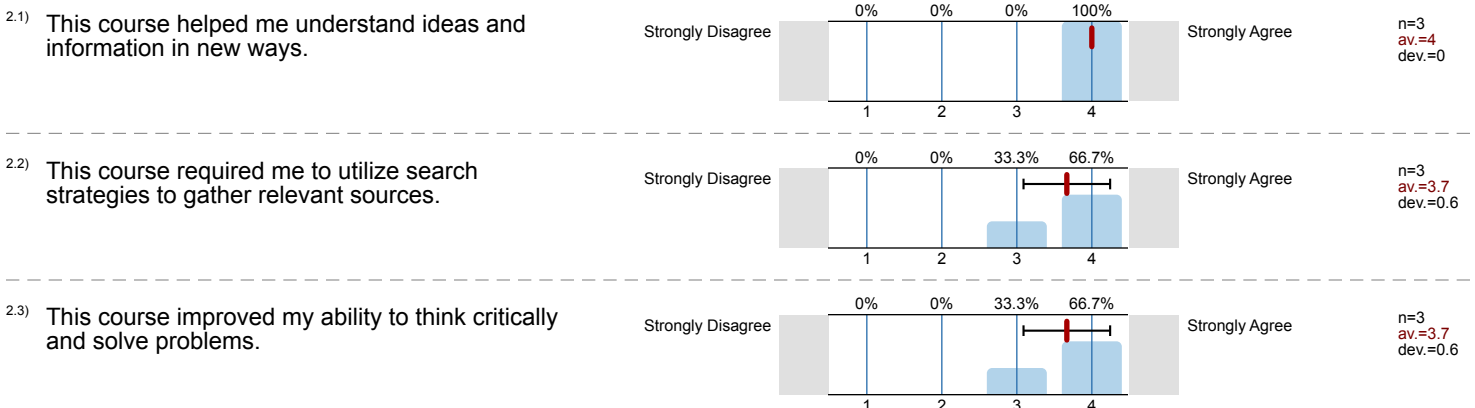 2.1) This course helped me understand ideas and
information in new ways.
Strongly Disagree
0% 0% 0% 100%
1 2 3 4
Strongly Agree
n=3
av.=4
dev.=0
2.2) This course required me to utilize search
strategies to gather relevant sources.
Strongly Disagree
0% 0% 33.3% 66.7%
1 2 3 4
Strongly Agree
n=3
av.=3.7
dev.=0.6
2.3) This course improved my ability to think critically
and solve problems.
Strongly Disagree
0% 0% 33.3% 66.7%
1 2 3 4
Strongly Agree
n=3
av.=3.7
dev.=0.6